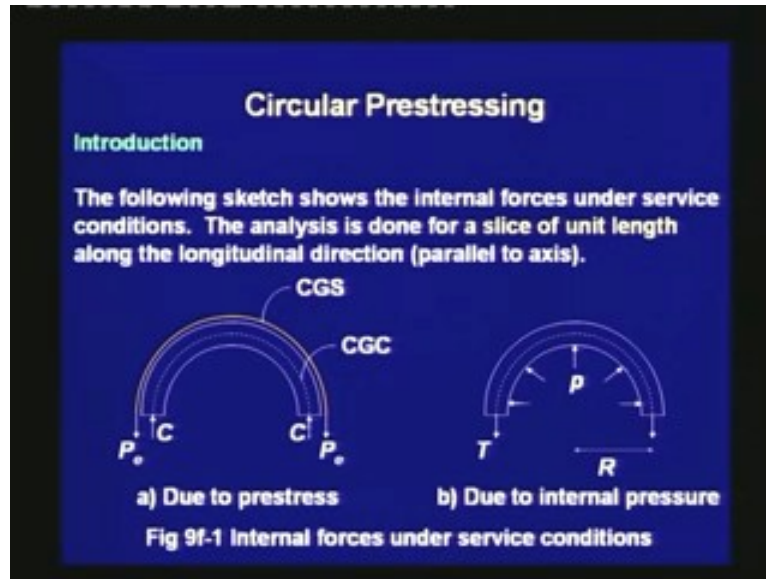 Circular Prestressing
Introduction
The following sketch shows the internal forces under service
conditions. The analysis is done for a slice of unit length
along the longitudinal direction (parallel to axis).
CGS
CGC
C
C
Pe
Pe
p
T
R
a) Due to prestress
b) Due to internal pressure
Fig 9f-1 Internal forces under service conditions